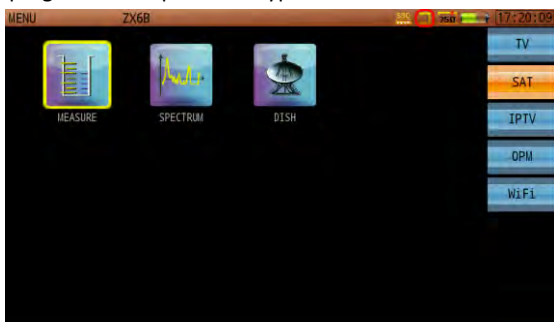 MENU ZX6B 17:20:09
TV
SAT
MEASURE SPECTRUM DISH
IPTV
OPM
WiFi